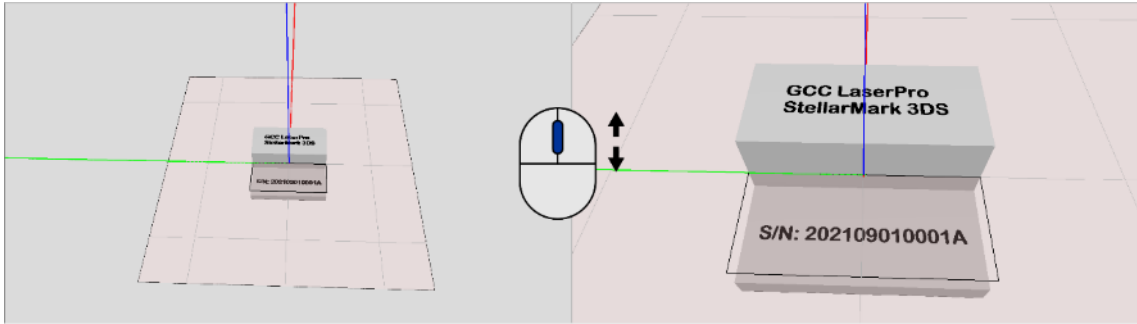 GCC LaserPro
StellarMark 3DS
S/N: 202109010001A
GCC LaserPro
StellarMark 3DS
S/N: 202109010001A